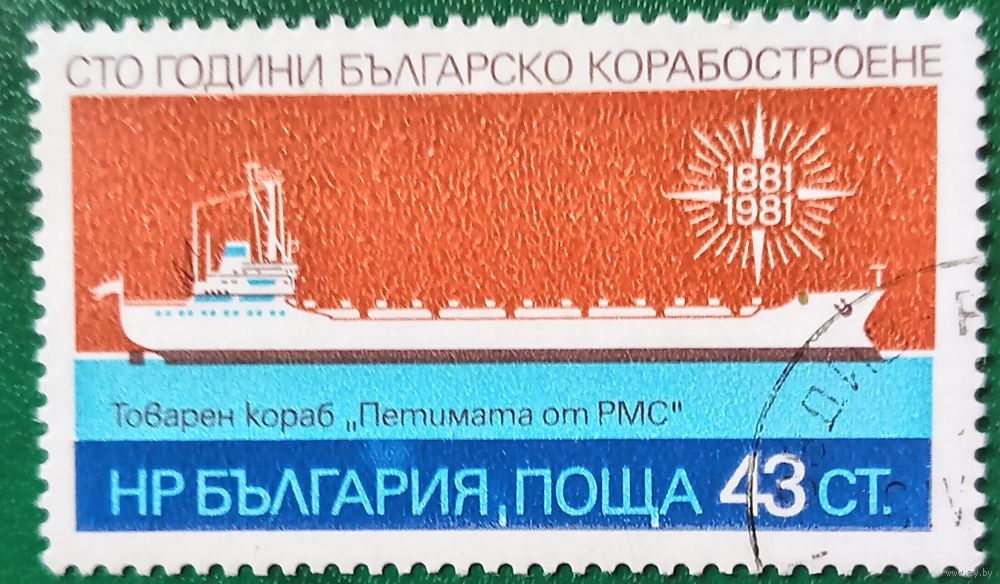 СТО ГОДИНИ БЪЛГАРСКО КОРАБОСТРОЕНЕ
1881
1981
Товарен кораб „Петимата от РМС"
НР БЪЛГАРИЯ, ПОЩА 43 СТ.